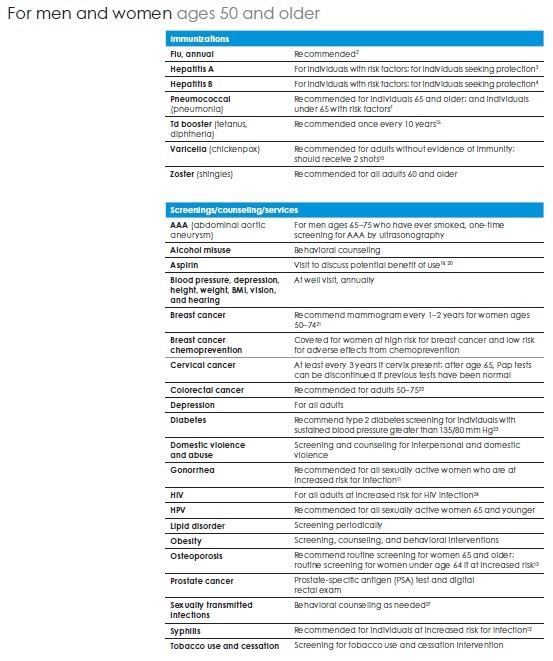 For men and women ages 50 and older
Immunizations
Flu, annual Recommended²
Hepatitis A For individuals with risk factors; for individuals seeking protection³
Hepatitis B For individuals with risk factors; for individuals seeking protection⁴
Pneumococcal Recommended for individuals 65 and older; and individuals
(pneumonia) under 65 with risk factors⁷
Td booster (tetanus, Recommended once every 10 years¹⁵
diphtheria)
Varicella (chickenpox) Recommended for adults without evidence of immunity;
should receive 2 shots¹⁰
Zoster (shingles) Recommended for all adults 60 and older
Screenings/counseling/services
AAA (abdominal aortic For men ages 65–75 who have ever smoked, one-time
aneurysm) screening for AAA by ultrasonography
Alcohol misuse Behavioral counseling
Aspirin Visit to discuss potential benefit of use¹⁹, ²⁰
Blood pressure, depression, At well visit, annually
height, weight, BMI, vision,
and hearing
Breast cancer Recommend mammogram every 1–2 years for women ages
50–74²¹
Breast cancer Covered for women at high risk for breast cancer and low risk
chemoprevention for adverse effects from chemoprevention
Cervical cancer At least every 3 years if cervix present; after age 65, Pap tests
can be discontinued if previous tests have been normal
Colorectal cancer Recommended for adults 50–75²²
Depression For all adults
Diabetes Recommend type 2 diabetes screening for individuals with
sustained blood pressure greater than 135/80 mm Hg²³
Domestic violence Screening and counseling for interpersonal and domestic
and abuse violence
Gonorrhea Recommended for all sexually active women who are at
increased risk for infection¹¹
HIV For all adults at increased risk for HIV infection²⁴
HPV Recommended for all sexually active women 65 and younger
Lipid disorder Screening periodically
Obesity Screening, counseling, and behavioral interventions
Osteoporosis Recommend routine screening for women 65 and older;
routine screening for women under age 64 if at increased risk¹³
Prostate cancer Prostate-specific antigen (PSA) test and digital
rectal exam
Sexually transmitted Behavioral counseling as needed²⁷
infections
Syphilis Recommended for individuals at increased risk for infection¹²
Tobacco use and cessation Screening for tobacco use and cessation intervention